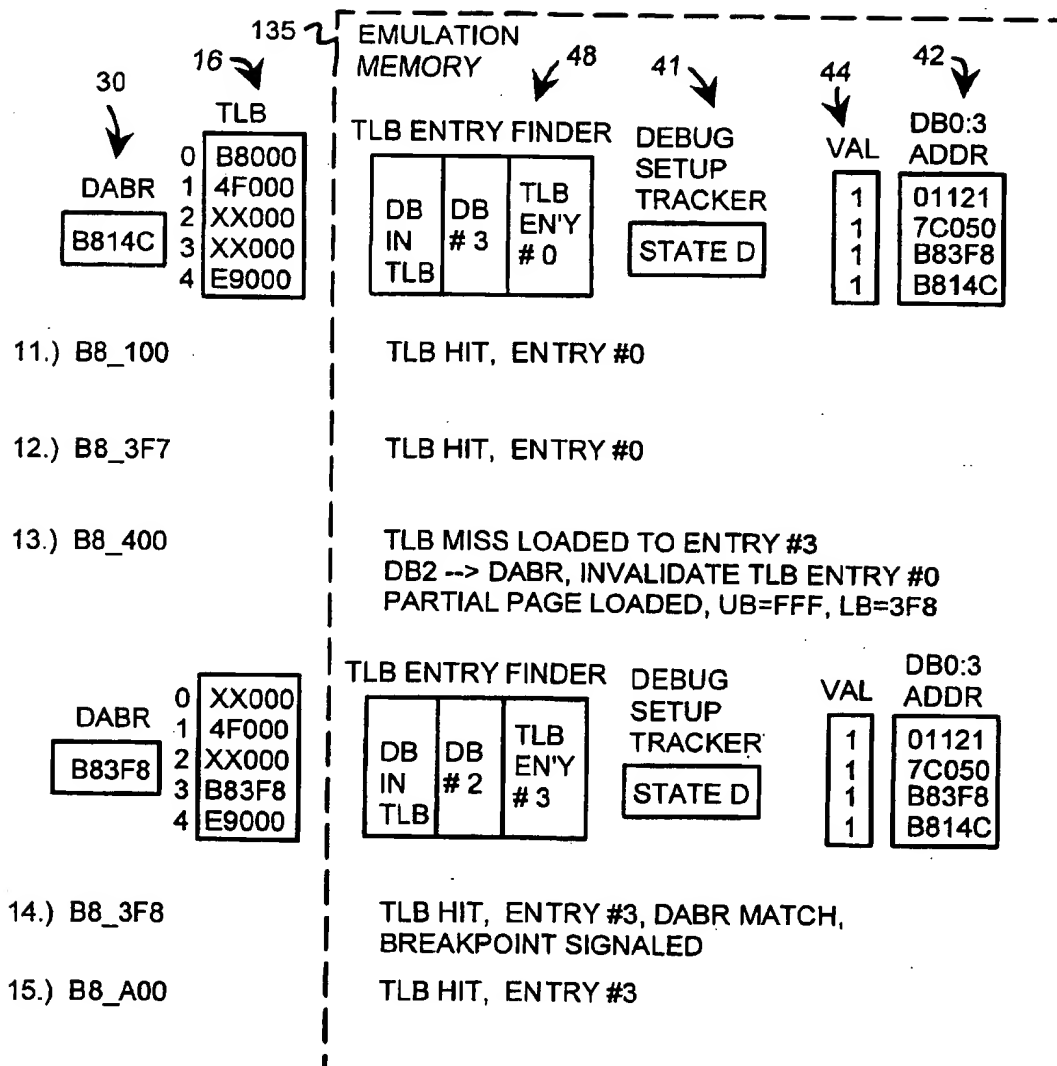 135 EMULATION
16 MEMORY 48 41 44 42
30
TLB TLB ENTRY FINDER DEBUG SETUP TRACKER VAL DB0:3 ADDR
DABR
B814C
0 B8000
1 4F000
2 XX000
3 XX000
4 E9000
DB IN TLB
DB # 3
TLB EN'Y # 0
STATE D
1 01121
1 7C050
1 B83F8
1 B814C
11.) B8_100 TLB HIT, ENTRY #0
12.) B8_3F7 TLB HIT, ENTRY #0
13.) B8_400 TLB MISS LOADED TO ENTRY #3
DB2 --> DABR, INVALIDATE TLB ENTRY #0
PARTIAL PAGE LOADED, UB=FFF, LB=3F8
TLB ENTRY FINDER DEBUG SETUP TRACKER VAL DB0:3 ADDR
DABR
B83F8
0 XX000
1 4F000
2 XX000
3 B83F8
4 E9000
DB IN TLB
DB # 2
TLB EN'Y # 3
STATE D
1 01121
1 7C050
1 B83F8
1 B814C
14.) B8_3F8 TLB HIT, ENTRY #3, DABR MATCH,
BREAKPOINT SIGNALED
15.) B8_A00 TLB HIT, ENTRY #3